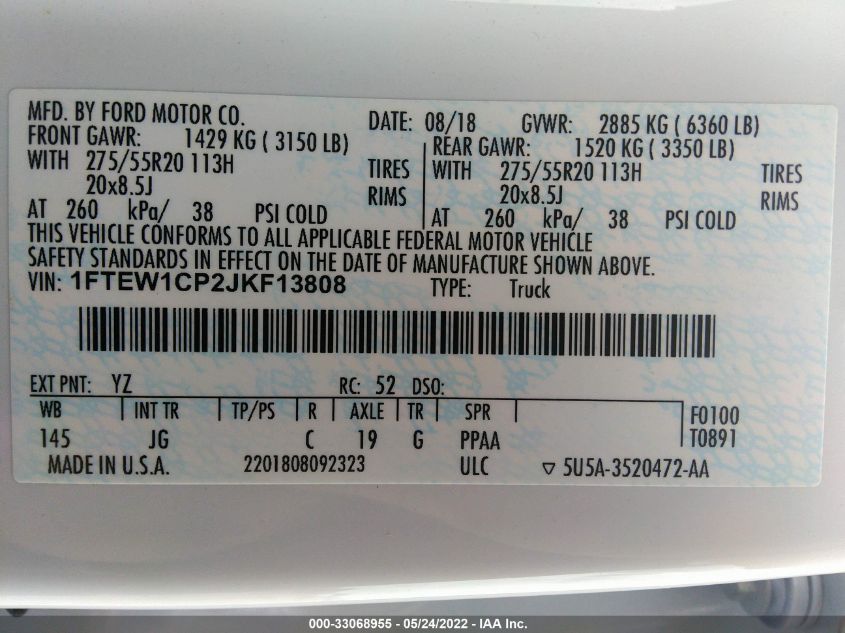 MFD. BY FORD MOTOR CO. DATE: 08/18 GVWR: 2885 KG ( 6360 LB)
FRONT GAWR: 1429 KG ( 3150 LB) REAR GAWR: 1520 KG ( 3350 LB)
WITH 275/55R20 113H TIRES WITH 275/55R20 113H TIRES
20x8.5J RIMS 20x8.5J RIMS
AT 260 kPa/ 38 PSI COLD AT 260 kPa/ 38 PSI COLD
THIS VEHICLE CONFORMS TO ALL APPLICABLE FEDERAL MOTOR VEHICLE
SAFETY STANDARDS IN EFFECT ON THE DATE OF MANUFACTURE SHOWN ABOVE.
VIN: 1FTEW1CP2JKF13808 TYPE: Truck
EXT PNT: YZ RC: 52 DSO:
WB INT TR TP/PS R AXLE TR SPR F0100
145 JG C 19 G PPAA T0891
MADE IN U.S.A. 2201808092323 ULC ▽ 5U5A-3520472-AA
000-33068955 - 05/24/2022 - IAA Inc.